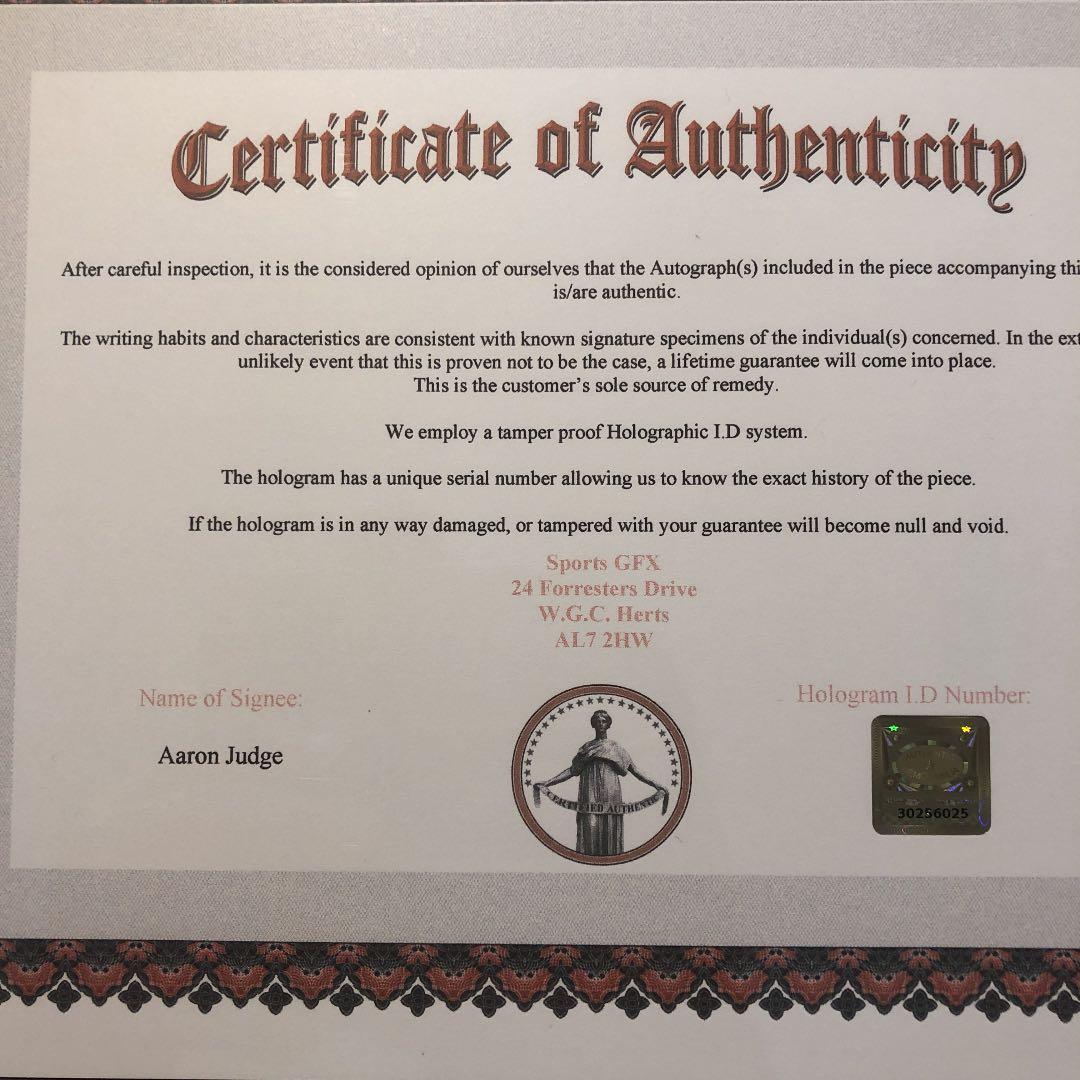 Certificate of Authenticity
After careful inspection, it is the considered opinion of ourselves that the Autograph(s) included in the piece accompanying thi
is/are authentic.
The writing habits and characteristics are consistent with known signature specimens of the individual(s) concerned. In the ext
unlikely event that this is proven not to be the case, a lifetime guarantee will come into place.
This is the customer's sole source of remedy.
We employ a tamper proof Holographic I.D system.
The hologram has a unique serial number allowing us to know the exact history of the piece.
If the hologram is in any way damaged, or tampered with your guarantee will become null and void.
Sports GFX
24 Forresters Drive
W.G.C. Herts
AL7 2HW
Name of Signee:
Hologram I.D Number:
Aaron Judge
CERTIFIED AUTHENTIC
30256025